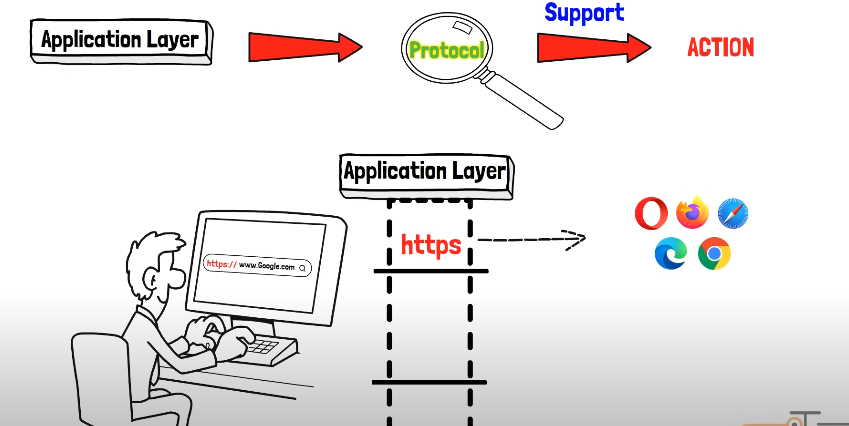 Support
Application Layer
Protocol
ACTION
Application Layer
https
https:// www.Google.com